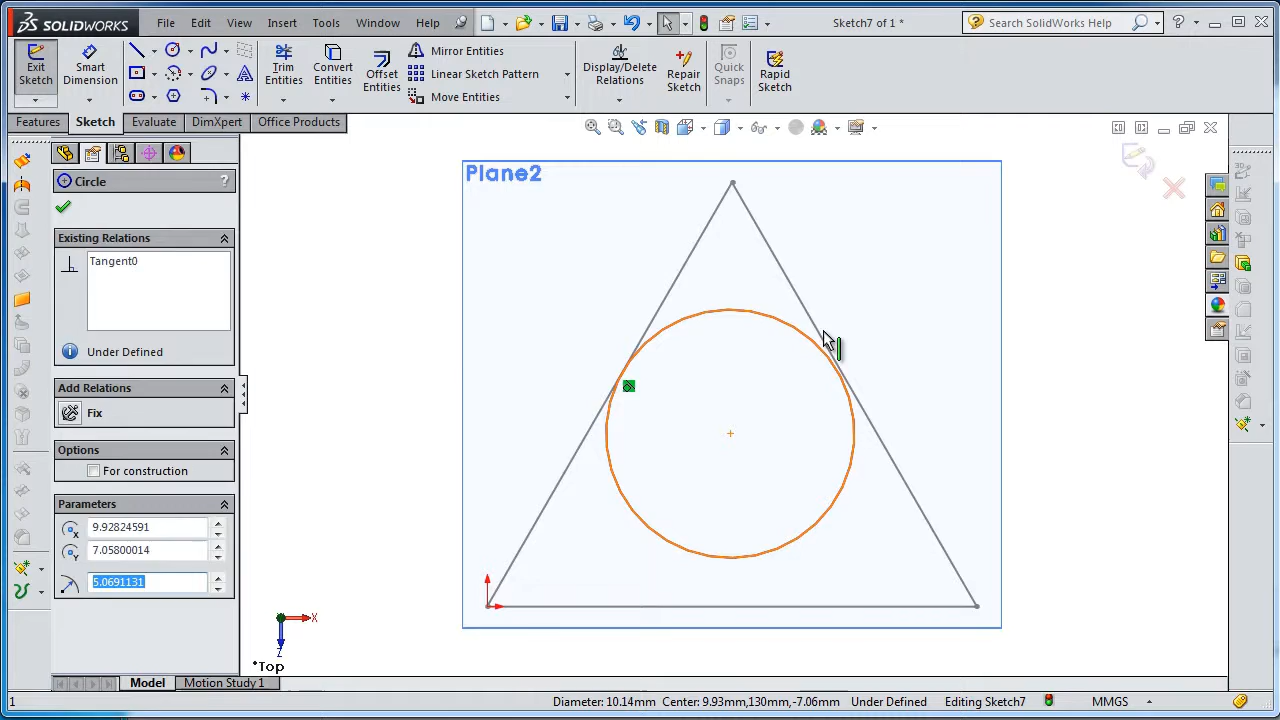 SOLIDWORKS File Edit View Insert Tools Window Help Sketch7 of 1 * Search SolidWorks Help ?
Exit Sketch Smart Dimension Trim Entities Convert Entities Offset Entities Mirror Entities Linear Sketch Pattern Move Entities Display/Delete Relations Repair Sketch Quick Snaps Rapid Sketch
Features Sketch Evaluate DimXpert Office Products
Circle ?
Existing Relations
Tangent0
Under Defined
Add Relations
Fix
Options
For construction
Parameters
9.92824591
7.05800014
5.0691131
Plane2
X
Z
*Top
Model Motion Study 1
1 Diameter: 10.14mm Center: 9.93mm,130mm,-7.06mm Under Defined Editing Sketch7 MMGS